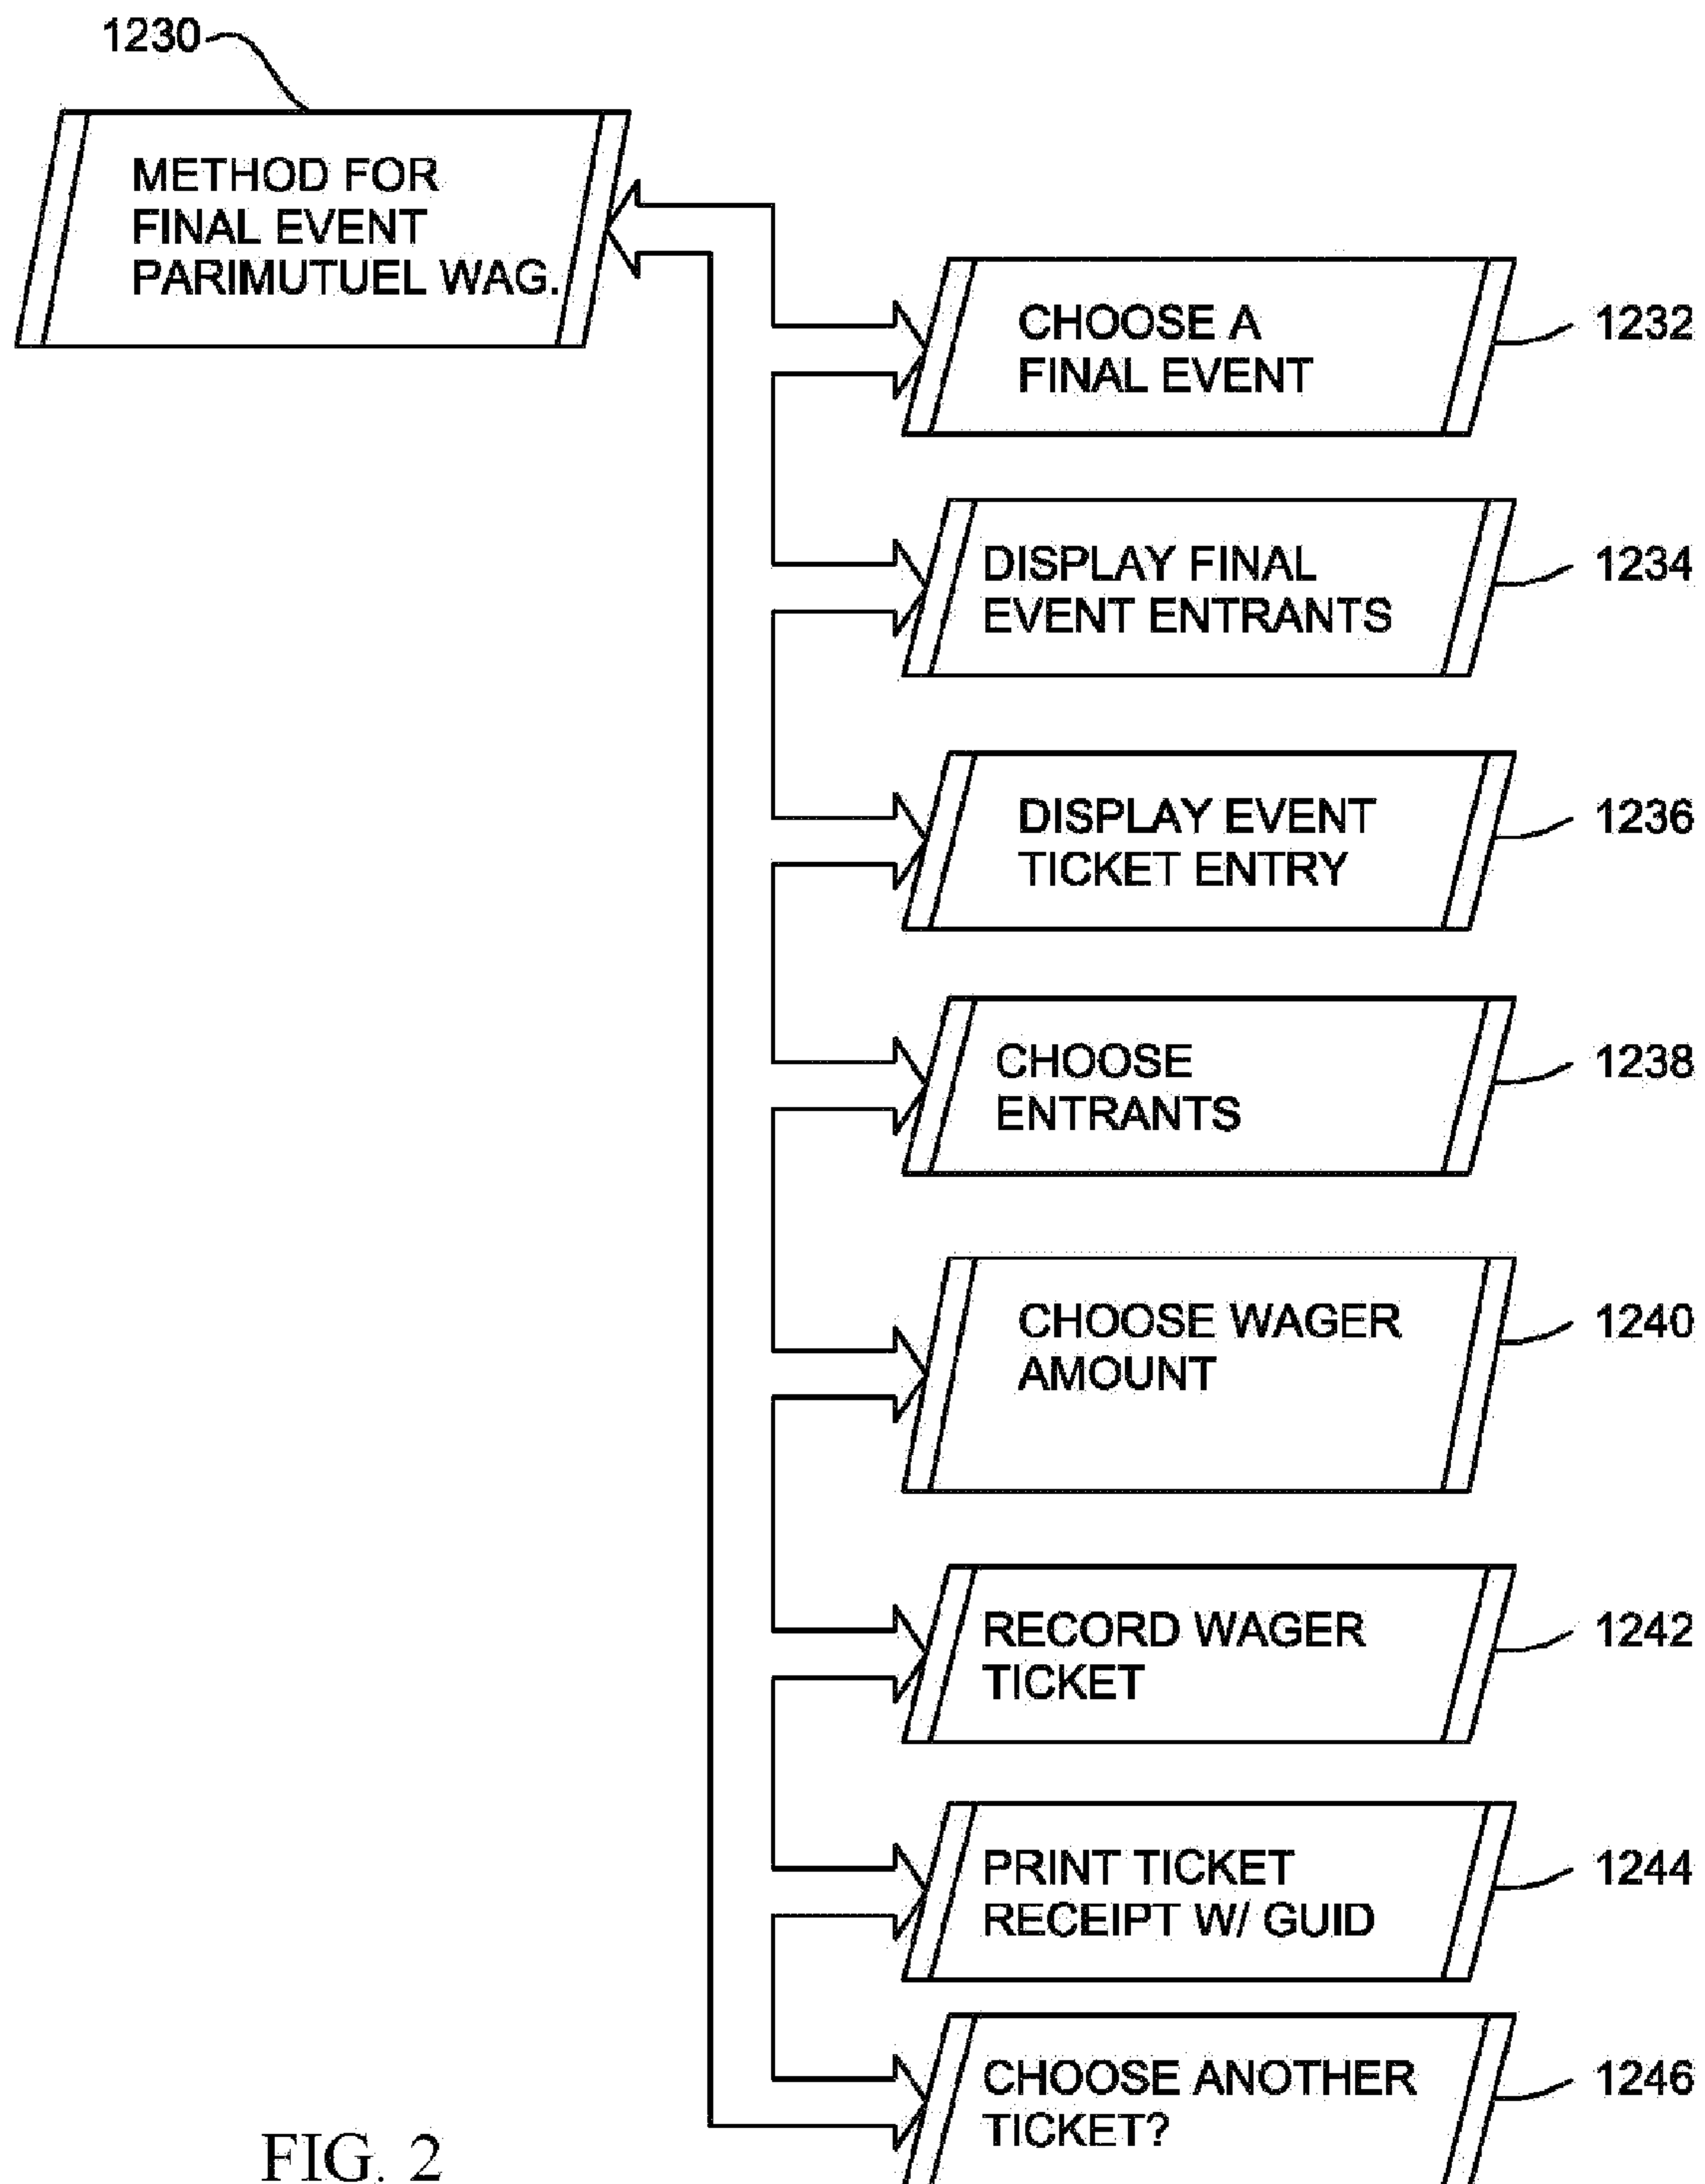 1230
METHOD FOR
FINAL EVENT
PARIMUTUEL WAG.
CHOOSE A
FINAL EVENT
1232
DISPLAY FINAL
EVENT ENTRANTS
1234
DISPLAY EVENT
TICKET ENTRY
1236
CHOOSE
ENTRANTS
1238
CHOOSE WAGER
AMOUNT
1240
RECORD WAGER
TICKET
1242
PRINT TICKET
RECEIPT W/ GUID
1244
CHOOSE ANOTHER
TICKET?
1246
FIG. 2